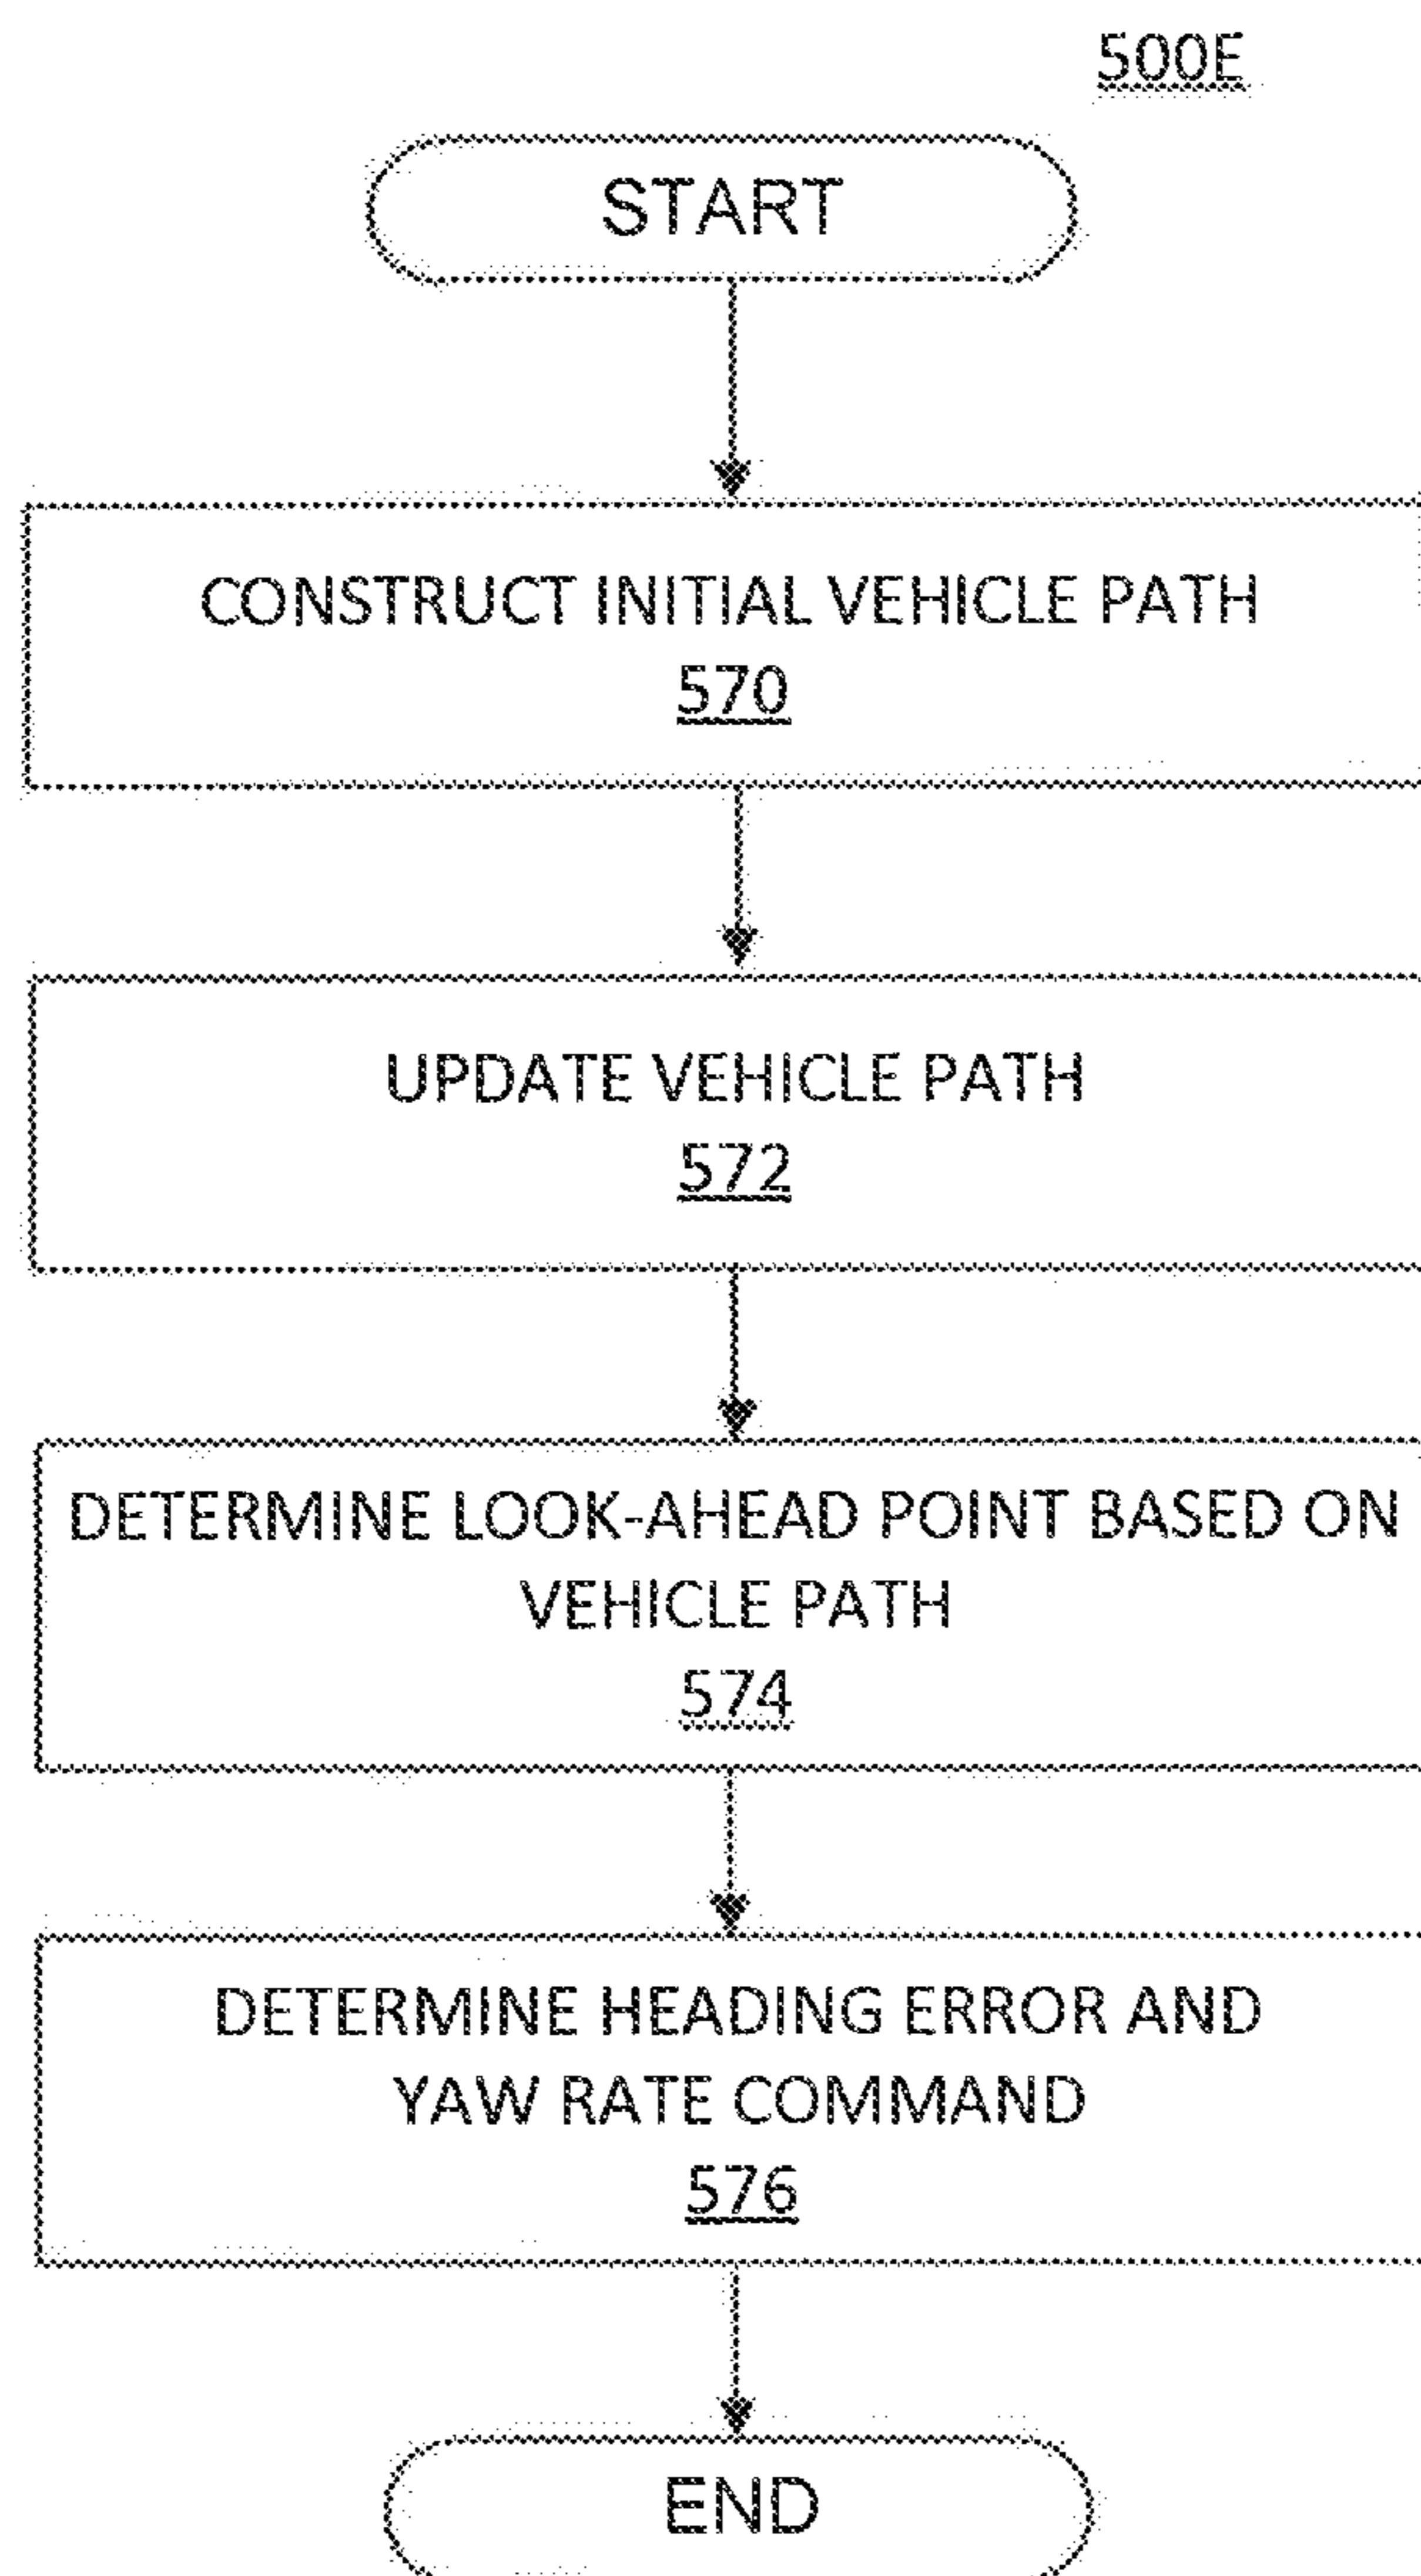 500E
START
CONSTRUCT INITIAL VEHICLE PATH
570
UPDATE VEHICLE PATH
572
DETERMINE LOOK-AHEAD POINT BASED ON
VEHICLE PATH
574
DETERMINE HEADING ERROR AND
YAW RATE COMMAND
576
END